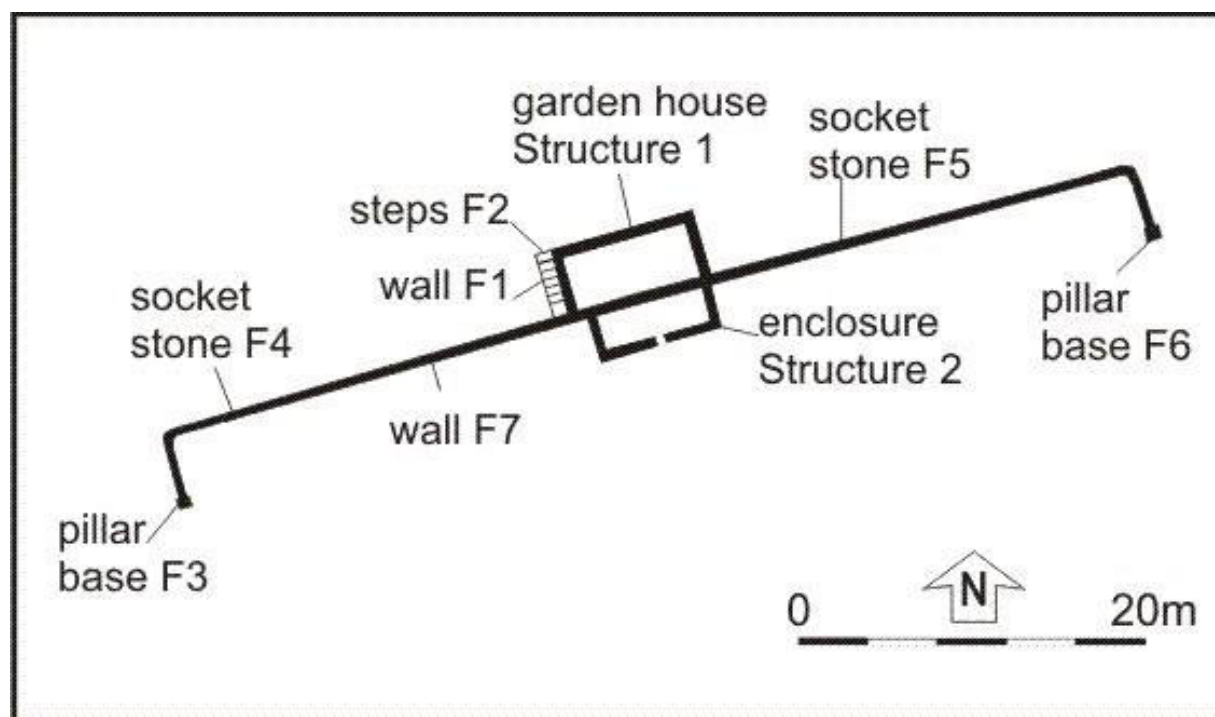 garden house
Structure 1
socket
stone F5
steps F2
wall F1
socket
stone F4
enclosure
Structure 2
pillar
base F6
wall F7
pillar
base F3
N
0 20m